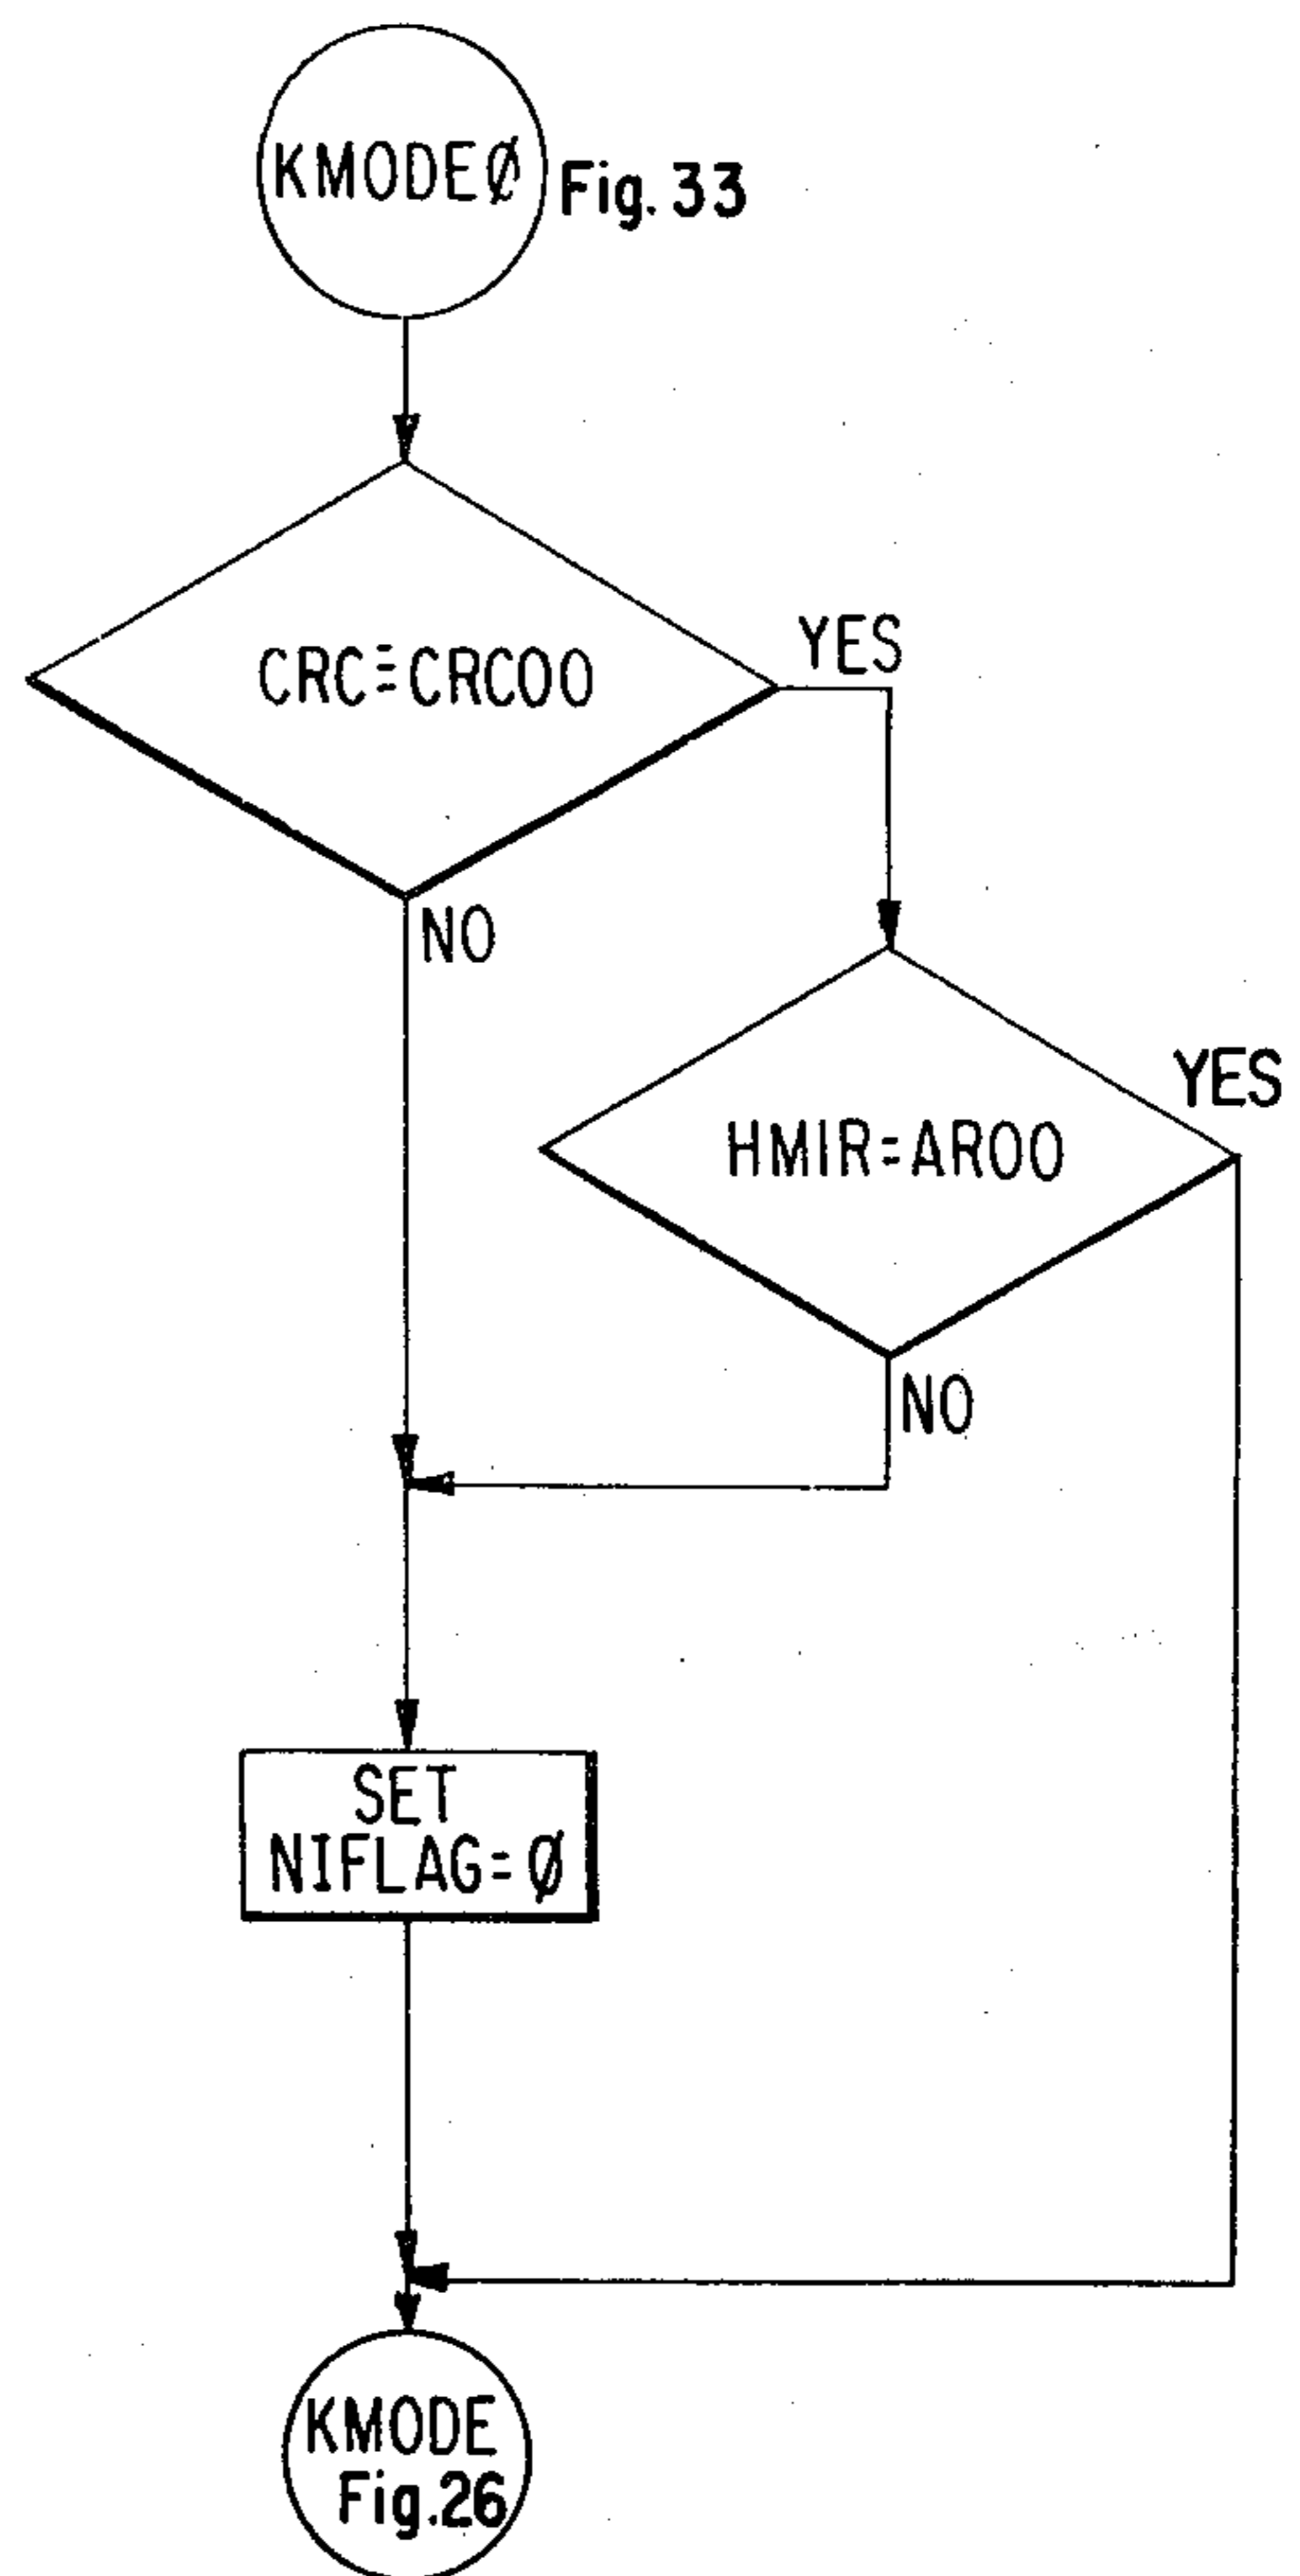 KMODEØ
Fig. 33
CRC=CRC00
YES
NO
HMIR=AR00
YES
NO
SET
NIFLAG=Ø
KMODE
Fig.26